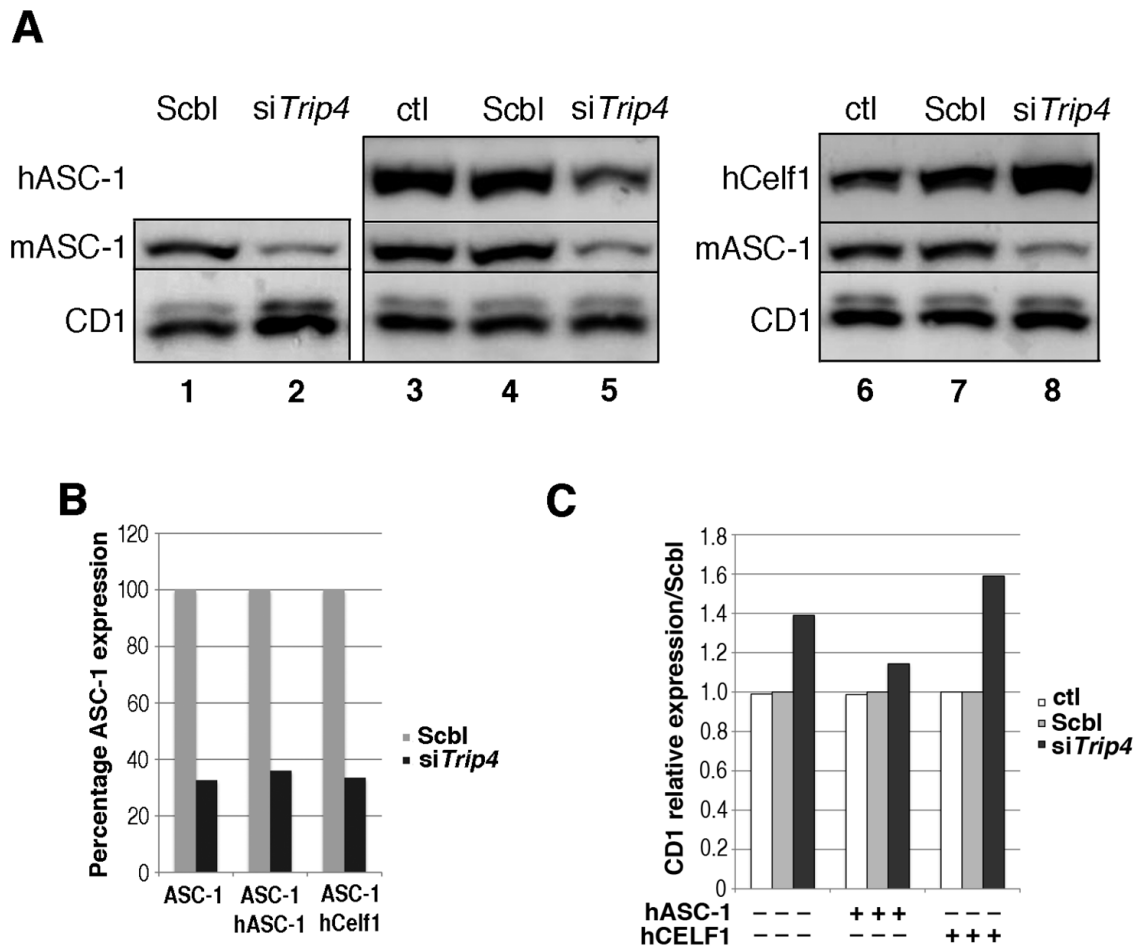 A
Scbl siTrip4 ctl Scbl siTrip4 ctl Scbl siTrip4
hASC-1 hCelf1
mASC-1 mASC-1
CD1 CD1
1 2 3 4 5 6 7 8
B
Percentage ASC-1 expression
120
100
80
60
40
20
0
ASC-1 ASC-1 ASC-1
hASC-1 hCelf1
Scbl
siTrip4
C
CD1 relative expression/Scbl
1.8
1.6
1.4
1.2
1.0
0.8
0.6
0.4
0.2
0
ctl
Scbl
siTrip4
hASC-1 – – – + + + – – –
hCELF1 – – – – – – + + +